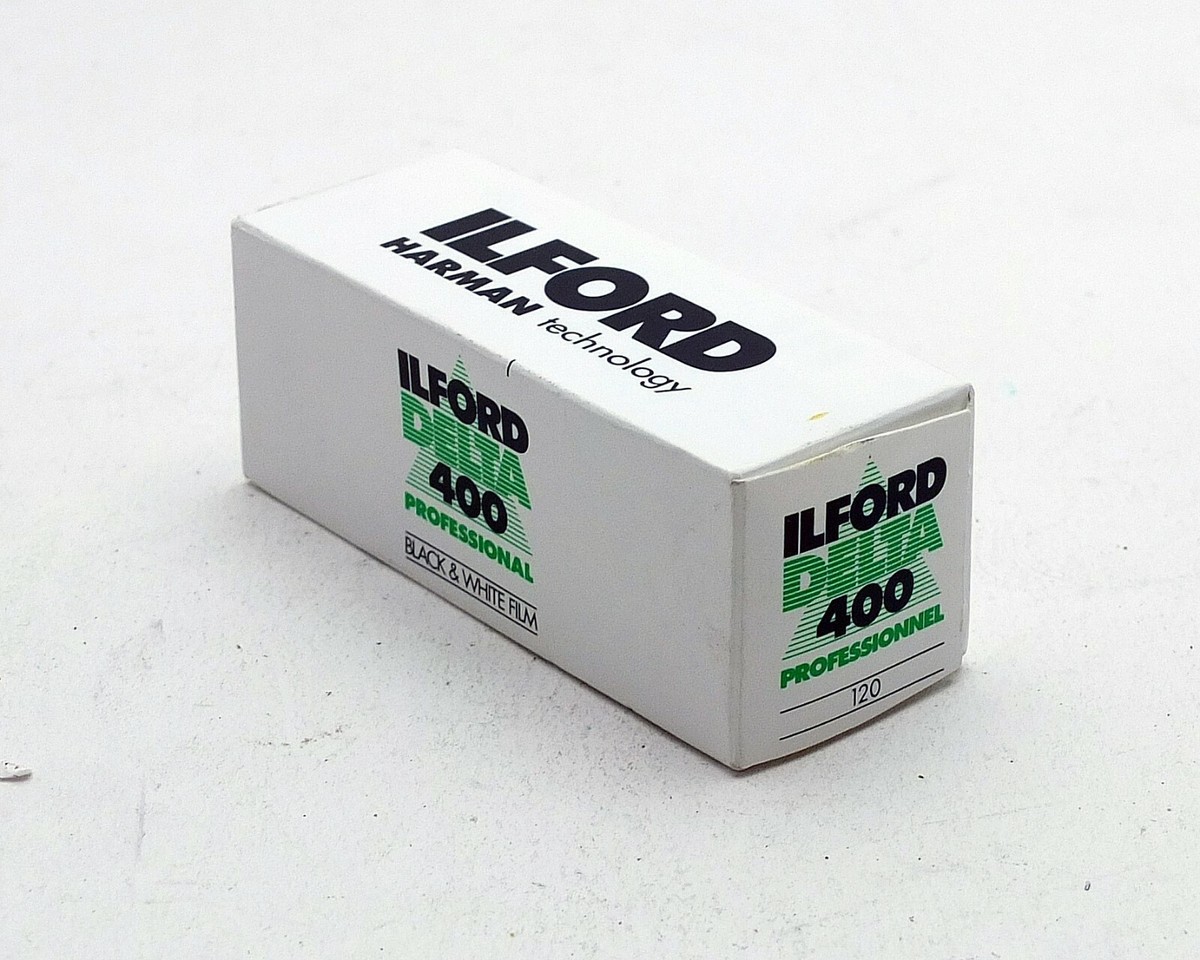 ILFORD
HARMAN technology
ILFORD
DELTA
400
PROFESSIONAL
BLACK & WHITE FILM
ILFORD
DELTA
400
PROFESSIONNEL
120